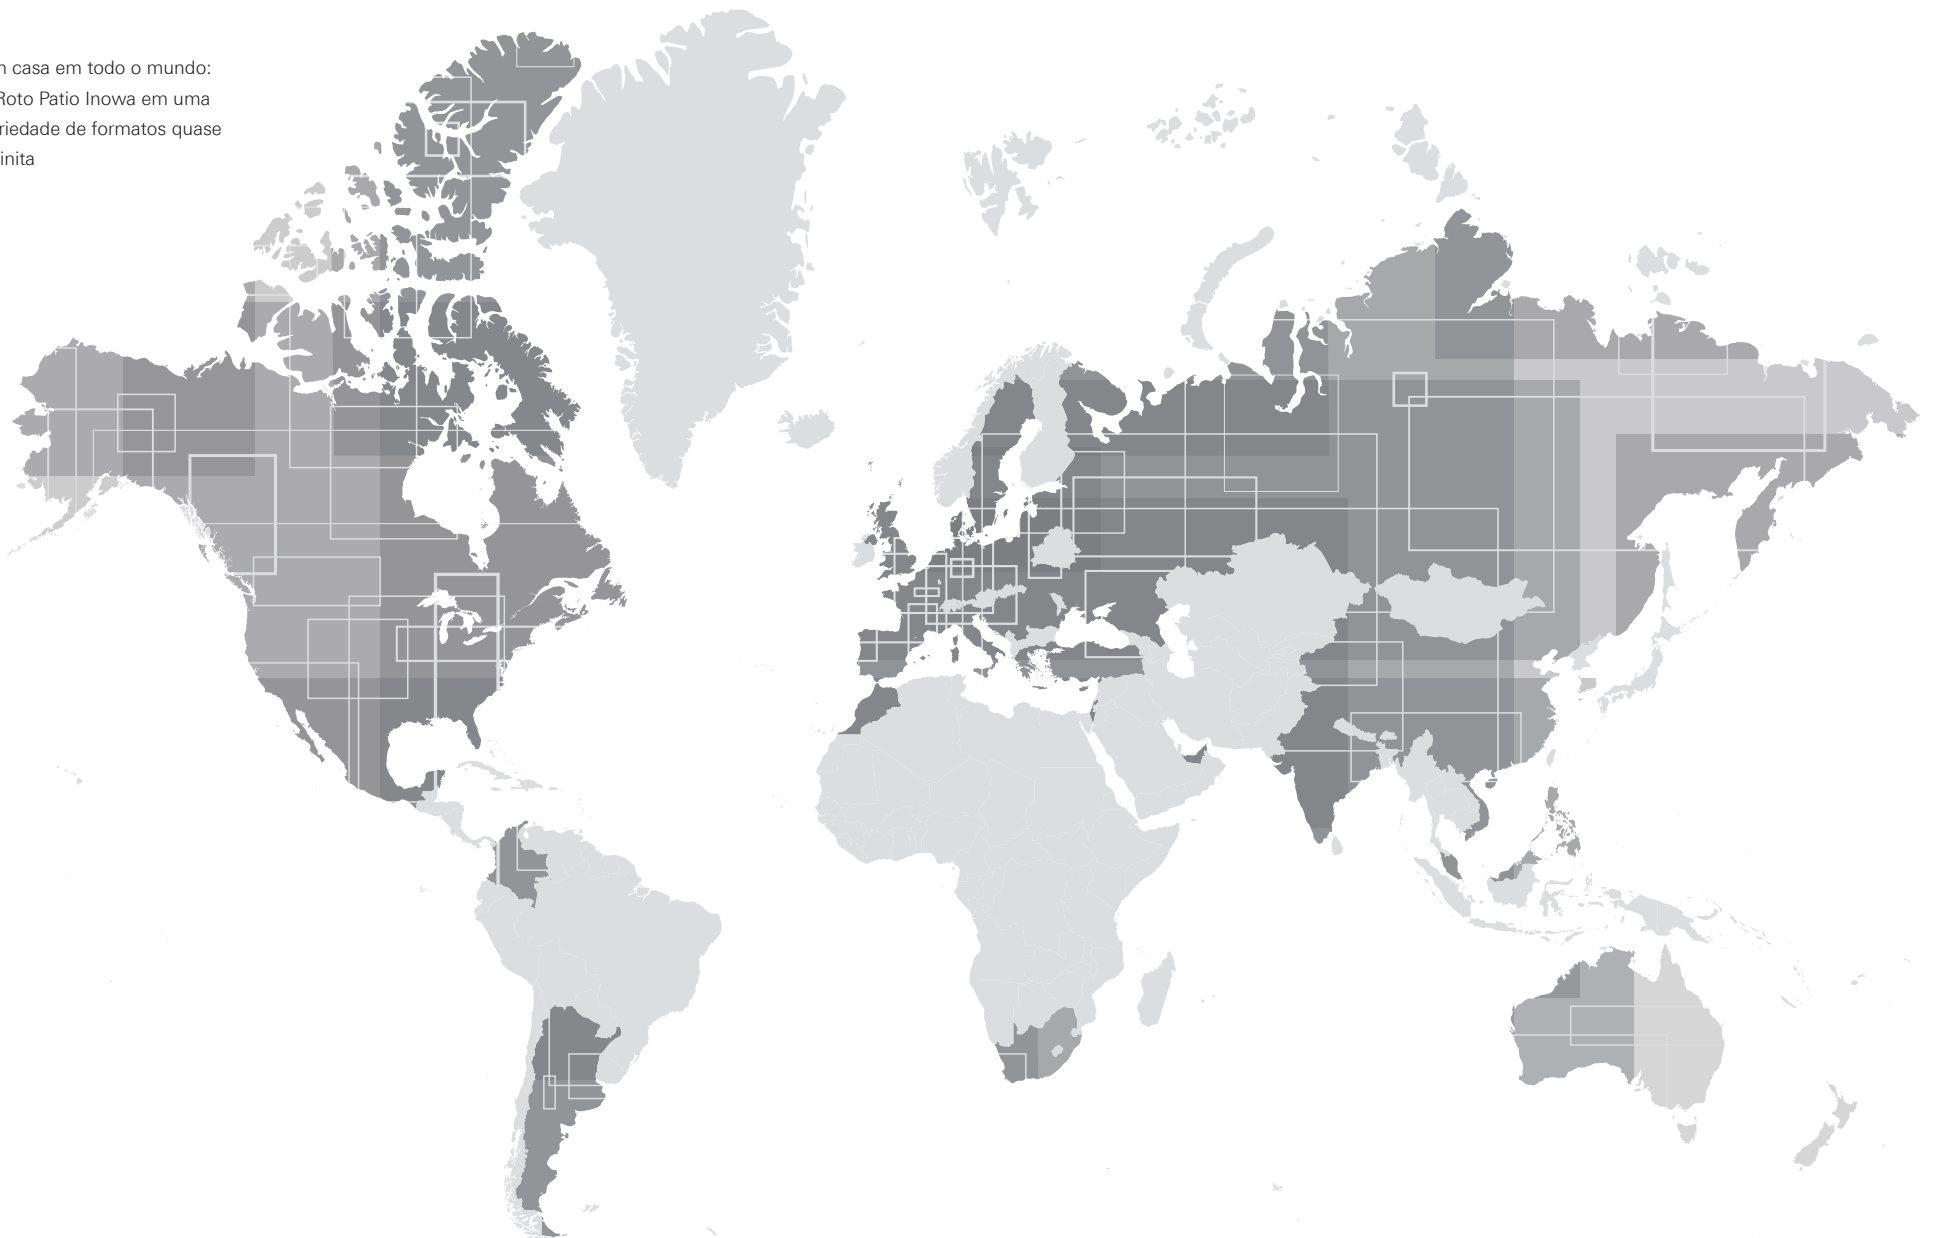 n casa em todo o mundo:
Roto Patio Inowa em uma
riedade de formatos quase
inita